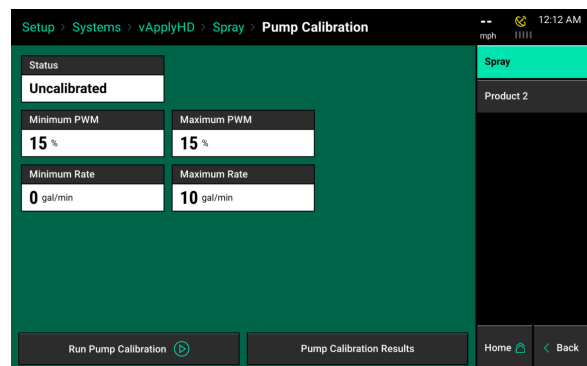 Setup > Systems > vApplyHD > Spray > Pump Calibration
--
mph
12:12 AM
Status
Uncalibrated
Minimum PWM
Maximum PWM
15 %
15 %
Minimum Rate
Maximum Rate
0 gal/min
10 gal/min
Spray
Product 2
Run Pump Calibration
Pump Calibration Results
Home
< Back